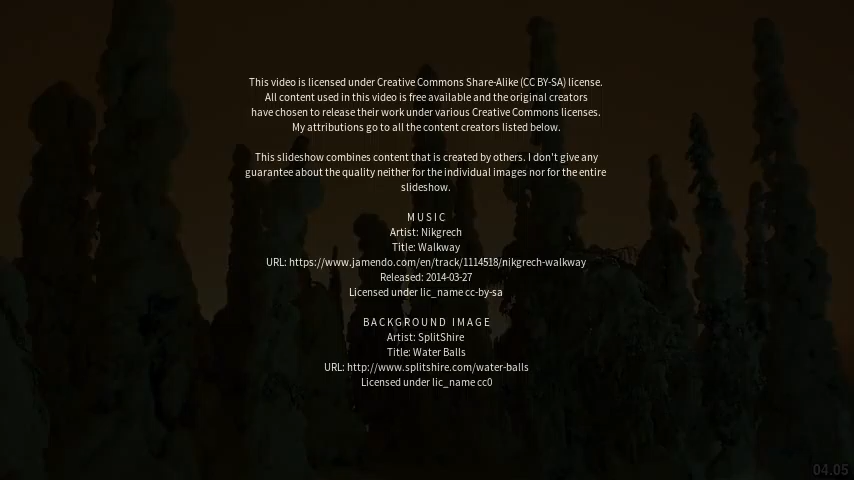 This video is licensed under Creative Commons Share-Alike (CC BY-SA) license.
All content used in this video is free available and the original creators
have chosen to release their work under various Creative Commons licenses.
My attributions go to all the content creators listed below.
This slideshow combines content that is created by others. I don't give any
guarantee about the quality neither for the individual images nor for the entire
slideshow.
MUSIC
Artist: Nikgrech
Title: Walkway
URL: https://www.jamendo.com/en/track/1114518/nikgrech-walkway
Released: 2014-03-27
Licensed under lic_name cc-by-sa
BACKGROUND IMAGE
Artist: SplitShire
Title: Water Balls
URL: http://www.splitshire.com/water-balls
Licensed under lic_name cc0
04.05